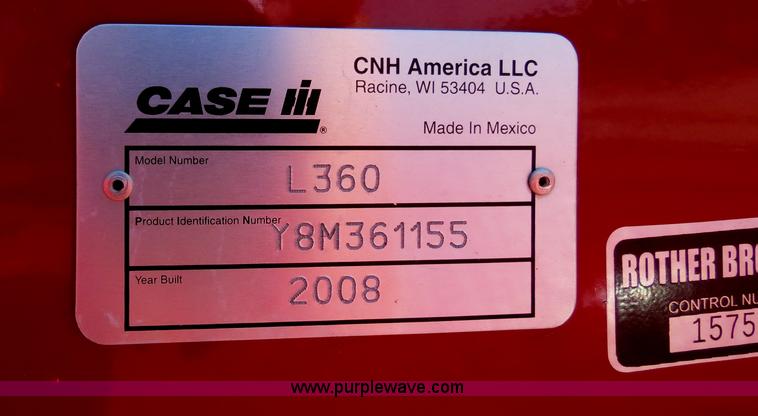 CASE IH®
CNH America LLC
Racine, WI 53404 U.S.A.
Made In Mexico
Model Number
L360
Product Identification Number
Y8M361155
Year Built
2008
ROTHER BRO
CONTROL NU
1575
www.purplewave.com